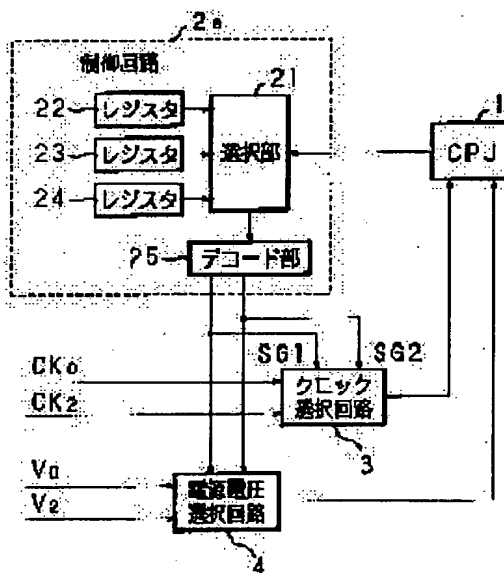 2a
制御回路
21
22
レジスタ
23
レジスタ
24
レジスタ
選択部
1
CPU
25
デコード部
SG1
SG2
CK0
CK2
クロック
選択回路
3
V0
V2
電源電圧
選択回路
4